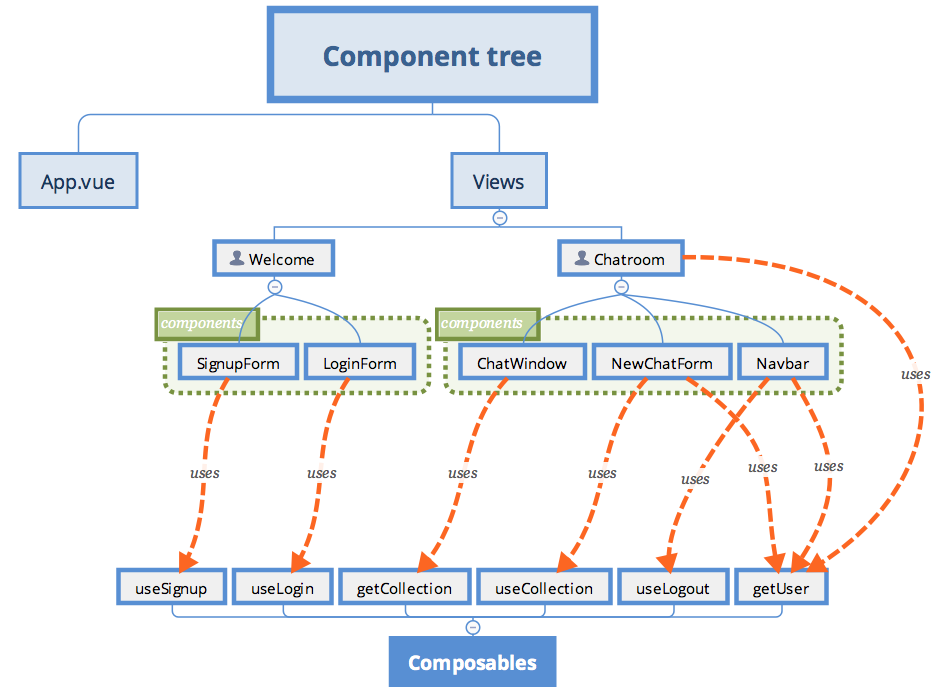 Component tree
App.vue
Views
Welcome
Chatroom
components
components
SignupForm
LoginForm
ChatWindow
NewChatForm
Navbar
uses
uses
uses
uses
uses
uses
uses
uses
useSignup
useLogin
getCollection
useCollection
useLogout
getUser
Composables